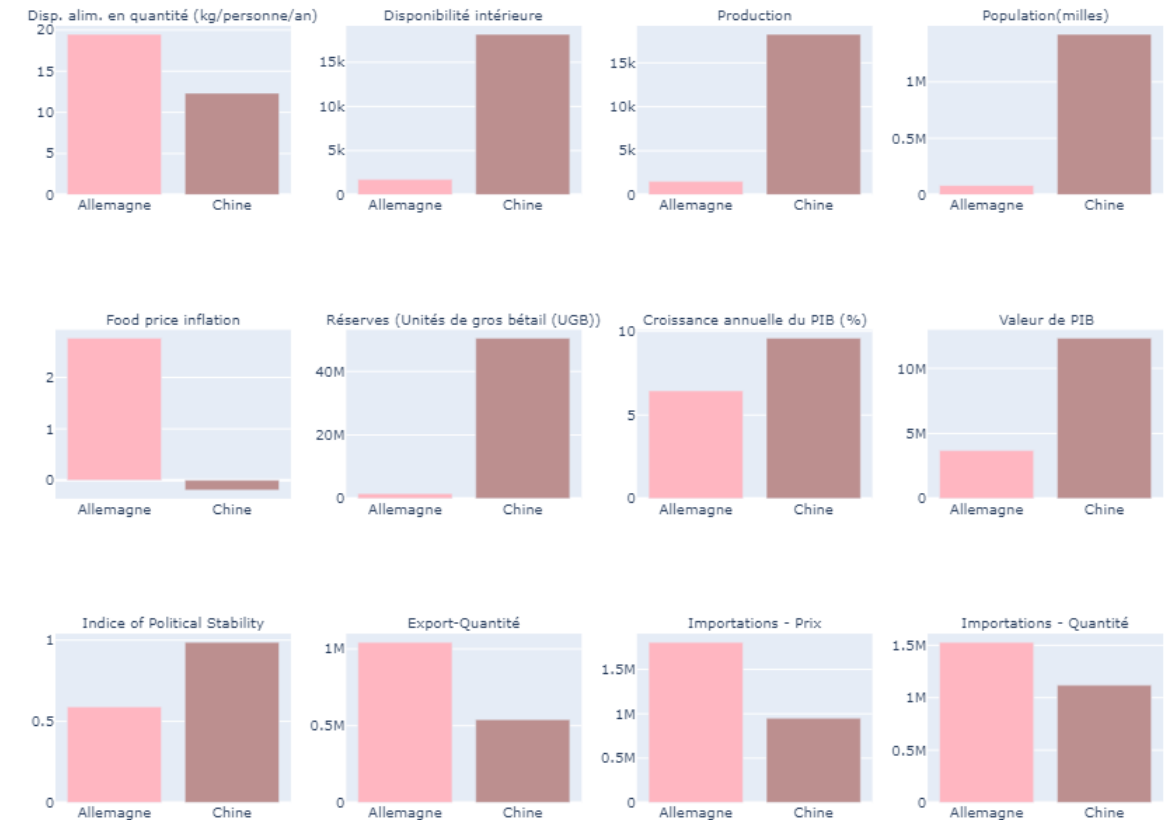 Disp. alim. en quantité (kg/personne/an)
20
15
10
5
0
Allemagne Chine
Disponibilité intérieure
15k
10k
5k
0
Allemagne Chine
Production
15k
10k
5k
0
Allemagne Chine
Population(milles)
1M
0.5M
0
Allemagne Chine
Food price inflation
2
1
0
Allemagne Chine
Réserves (Unités de gros bétail (UGB))
40M
20M
0
Allemagne Chine
Croissance annuelle du PIB (%)
10
5
0
Allemagne Chine
Valeur de PIB
10M
5M
0
Allemagne Chine
Indice of Political Stability
1
0.5
0
Allemagne Chine
Export-Quantité
1M
0.5M
0
Allemagne Chine
Importations - Prix
1.5M
1M
0.5M
0
Allemagne Chine
Importations - Quantité
1.5M
1M
0.5M
0
Allemagne Chine